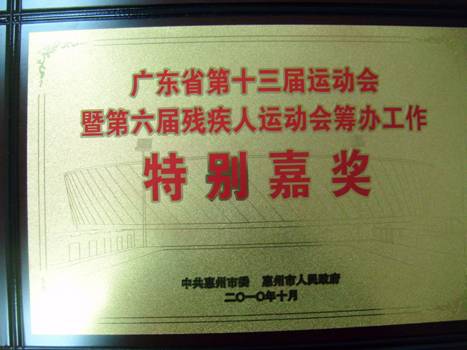 广东省第十三届运动会
暨第六届残疾人运动会筹办工作
特别嘉奖
中共惠州市委 惠州市人民政府
二〇一〇年十月